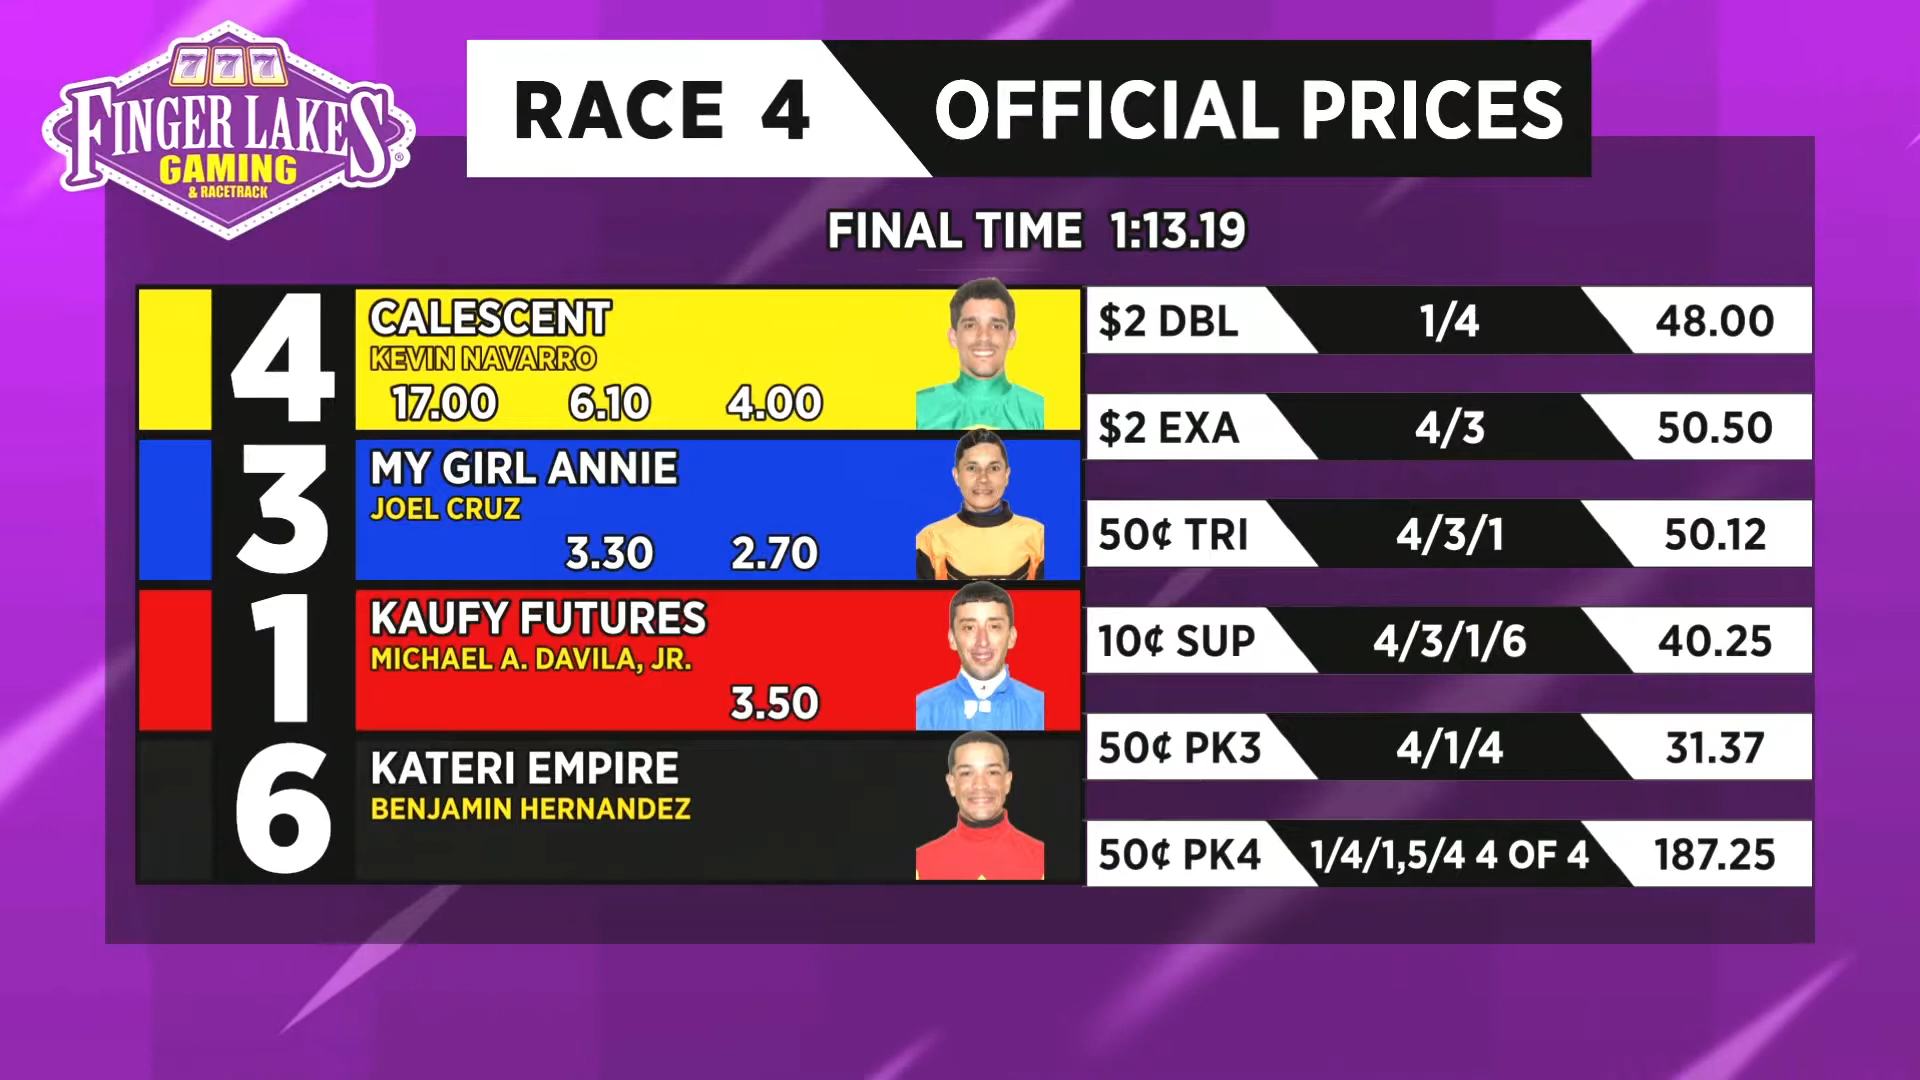 777
FINGER LAKES®
GAMING
& RACETRACK
RACE 4
OFFICIAL PRICES
FINAL TIME 1:13.19
4
CALESCENT
KEVIN NAVARRO
17.00 6.10 4.00
3
MY GIRL ANNIE
JOEL CRUZ
3.30 2.70
1
KAUFY FUTURES
MICHAEL A. DAVILA, JR.
3.50
6
KATERI EMPIRE
BENJAMIN HERNANDEZ
$2 DBL 1/4 48.00
$2 EXA 4/3 50.50
50¢ TRI 4/3/1 50.12
10¢ SUP 4/3/1/6 40.25
50¢ PK3 4/1/4 31.37
50¢ PK4 1/4/1,5/4 4 OF 4 187.25